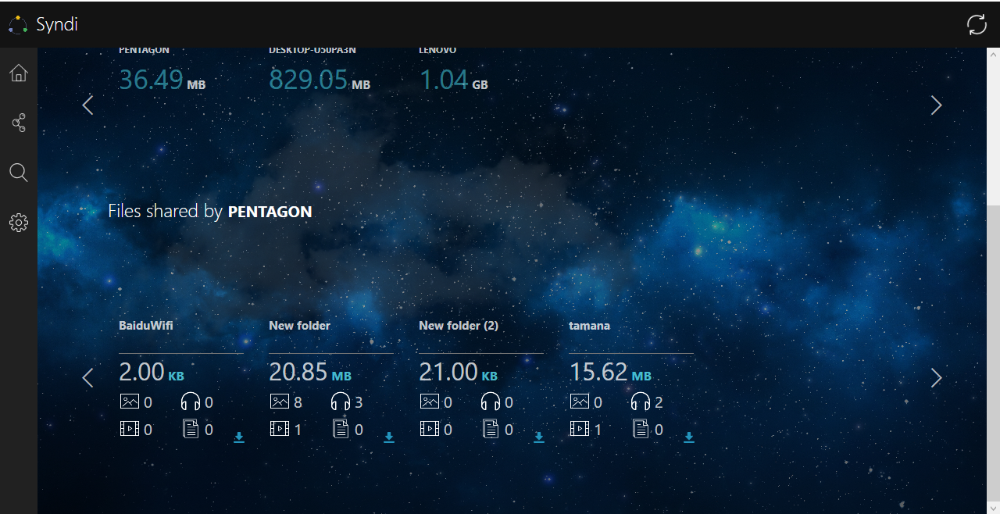 Syndi
PENTAGON DESKTOP-U50PA3N LENOVO
36.49 MB 829.05 MB 1.04 GB
Files shared by PENTAGON
BaiduWifi New folder New folder (2) tamana
2.00 KB 20.85 MB 21.00 KB 15.62 MB
0 0 8 3 0 0 0 2
0 0 1 0 0 0 1 0